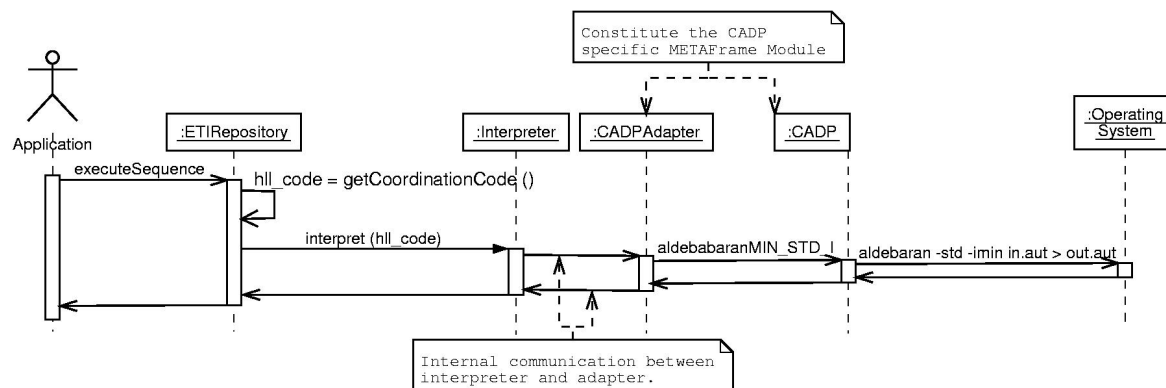 Constitute the CADP
specific METAFrame Module
:ETIRepository
:Interpreter
:CADPAdapter
:CADP
:Operating
System
Application
executeSequence
hll_code = getCoordinationCode ()
interpret (hll_code)
aldebabaranMIN_STD_I
aldebaran -std -imin in.aut > out.aut
Internal communication between
interpreter and adapter.